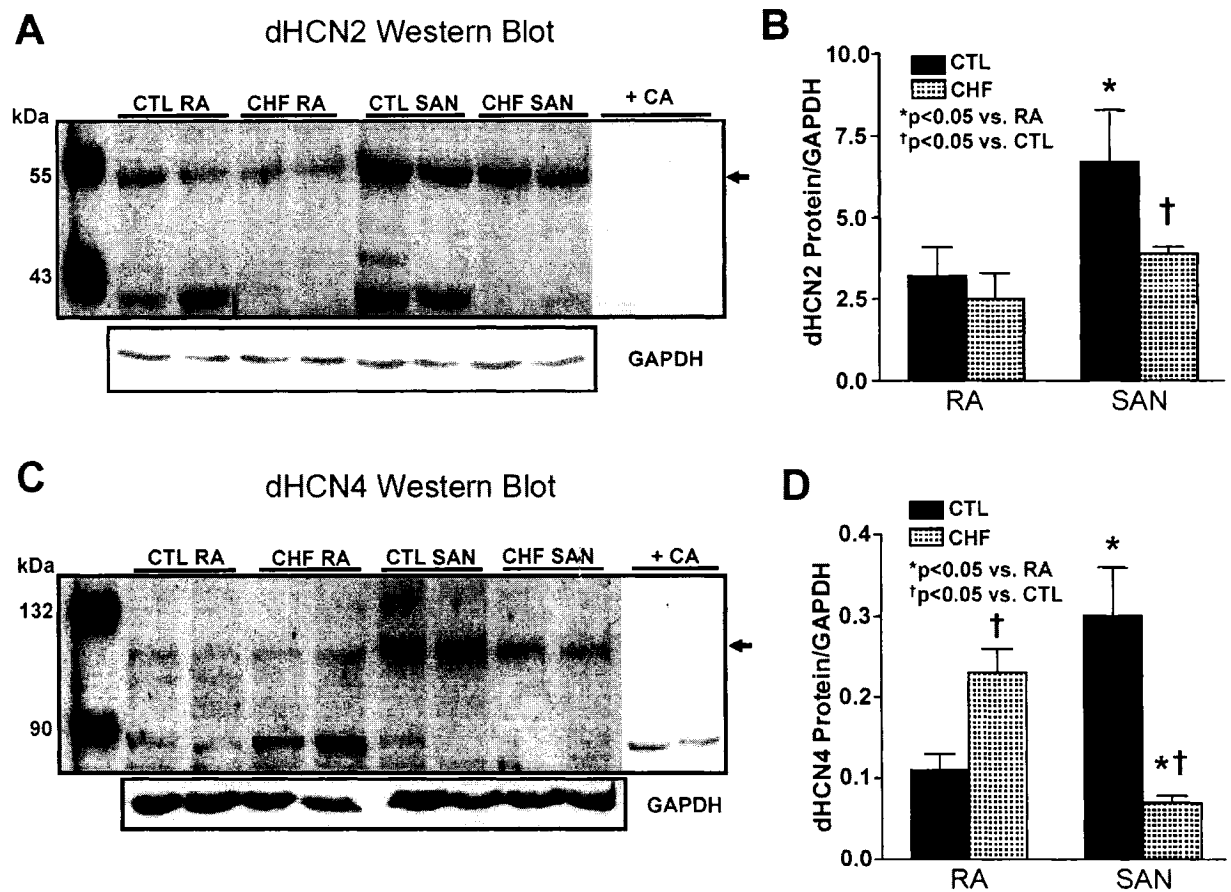 A
dHCN2 Western Blot
kDa
CTL RA
CHF RA
CTL SAN
CHF SAN
+ CA
55
43
GAPDH
B
dHCN2 Protein/GAPDH
10.0
7.5
5.0
2.5
0.0
CTL
CHF
*p<0.05 vs. RA
†p<0.05 vs. CTL
*
†
RA
SAN
C
dHCN4 Western Blot
kDa
CTL RA
CHF RA
CTL SAN
CHF SAN
+ CA
132
90
GAPDH
D
dHCN4 Protein/GAPDH
0.4
0.3
0.2
0.1
0.0
CTL
CHF
*p<0.05 vs. RA
†p<0.05 vs. CTL
†
*
*†
RA
SAN